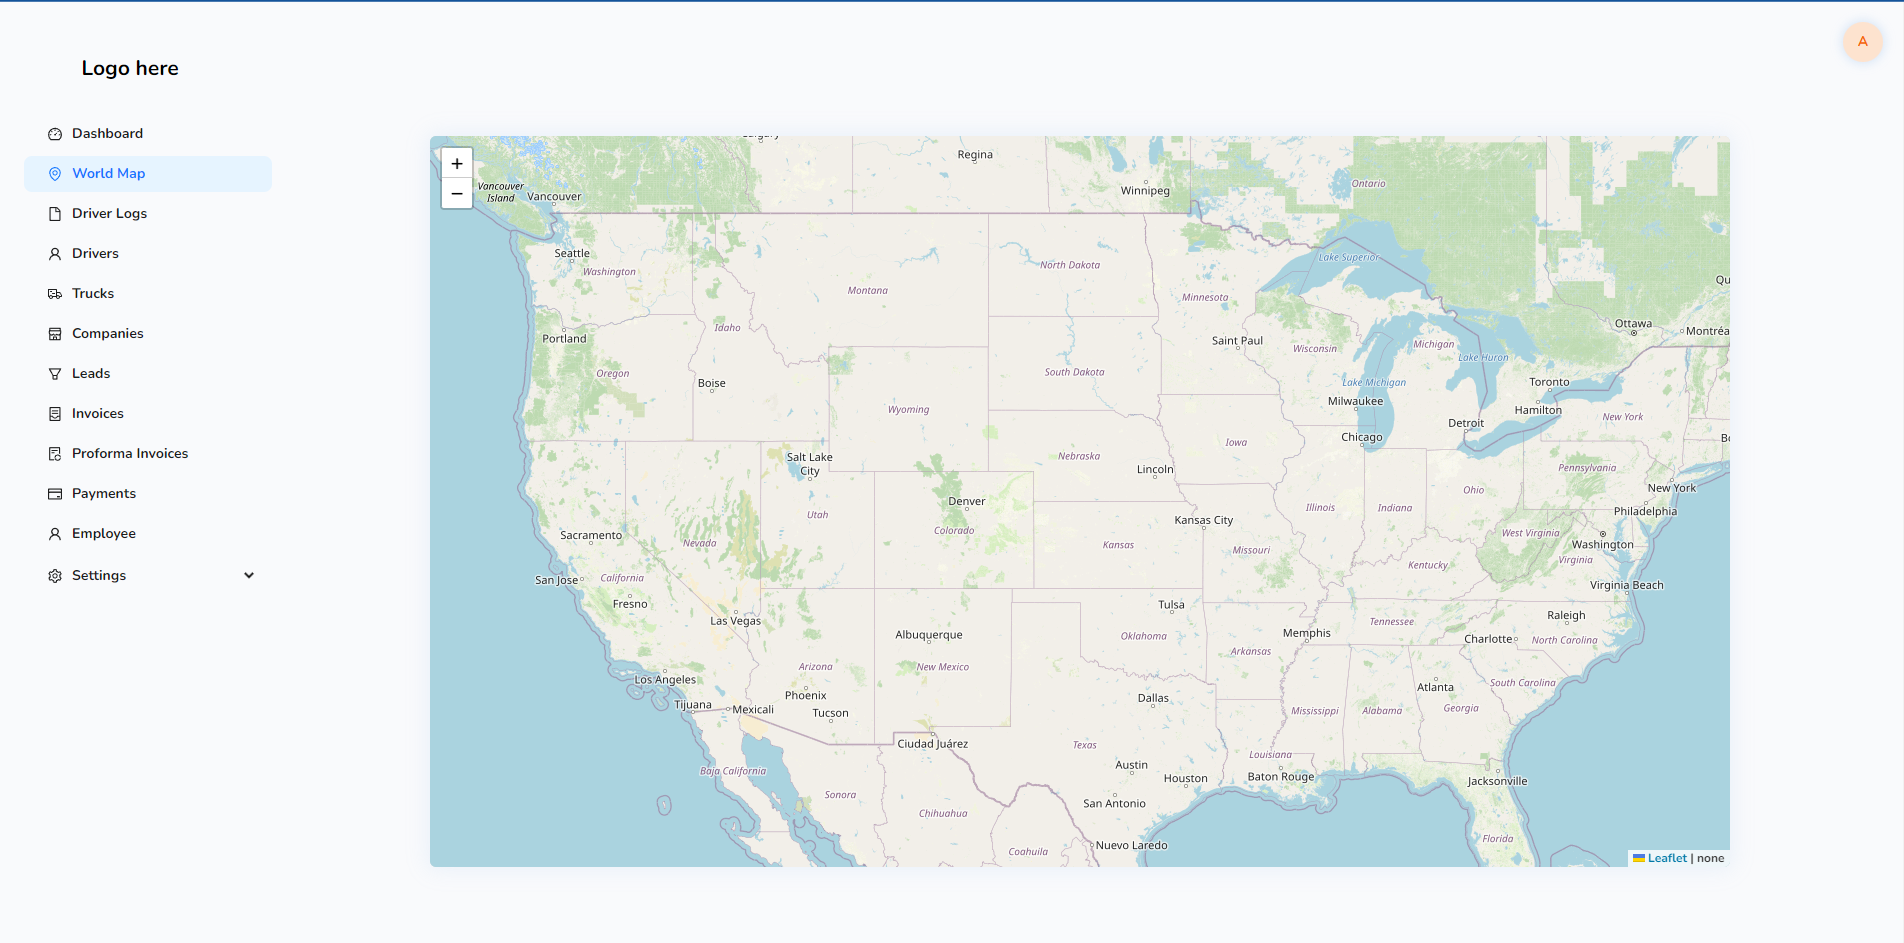 A
Logo here
Dashboard
World Map
Driver Logs
Drivers
Trucks
Companies
Leads
Invoices
Proforma Invoices
Payments
Employee
Settings
+
−
Regina
Winnipeg
Ontario
Vancouver
Island
Vancouver
Seattle
Washington
North Dakota
Lake Superior
Montana
Minnesota
Idaho
Ottawa
Montréa
Portland
Saint Paul
Wisconsin
Michigan
Lake Huron
Oregon
Boise
South Dakota
Lake Michigan
Toronto
Milwaukee
Hamilton
Wyoming
New York
Detroit
Chicago
Iowa
Salt Lake
City
Nebraska
Lincoln
Pennsylvania
New York
Ohio
Denver
Illinois
Indiana
Philadelphia
Utah
Kansas City
Colorado
West Virginia
Sacramento
Nevada
Kansas
Missouri
Washington
Virginia
Kentucky
San Jose
California
Virginia Beach
Fresno
Tulsa
Raleigh
Las Vegas
Tennessee
Albuquerque
Oklahoma
Memphis
Charlotte
North Carolina
Arkansas
Arizona
New Mexico
Los Angeles
South Carolina
Phoenix
Dallas
Atlanta
Tijuana
Mexicali
Tucson
Mississippi
Alabama
Georgia
Ciudad Juárez
Texas
Louisiana
Baja California
Austin
Houston
Baton Rouge
Jacksonville
Sonora
San Antonio
Chihuahua
Florida
Nuevo Laredo
Coahuila
Leaflet | none